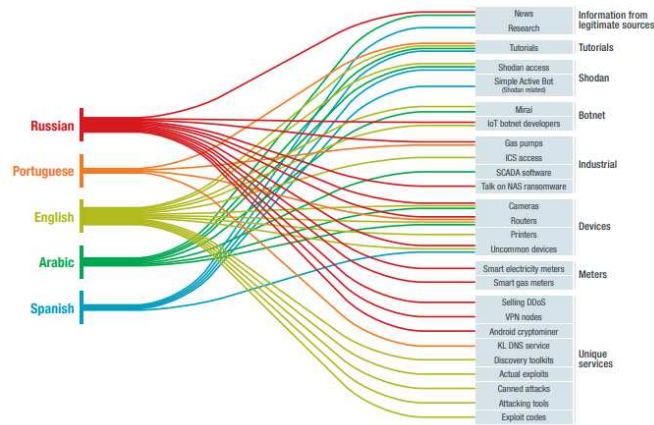 Russian
Portuguese
English
Arabic
Spanish
News
Research
Tutorials
Shodan access
Simple Active Bot
(Shodan related)
Mirai
IoT botnet developers
Gas pumps
ICS access
SCADA software
Talk on NAS ransomware
Cameras
Routers
Printers
Uncommon devices
Smart electricity meters
Smart gas meters
Selling DDoS
VPN nodes
Android cryptominer
KL DNS service
Discovery toolkits
Actual exploits
Canned attacks
Attacking tools
Exploit codes
Information from
legitimate sources
Tutorials
Shodan
Botnet
Industrial
Devices
Meters
Unique
services